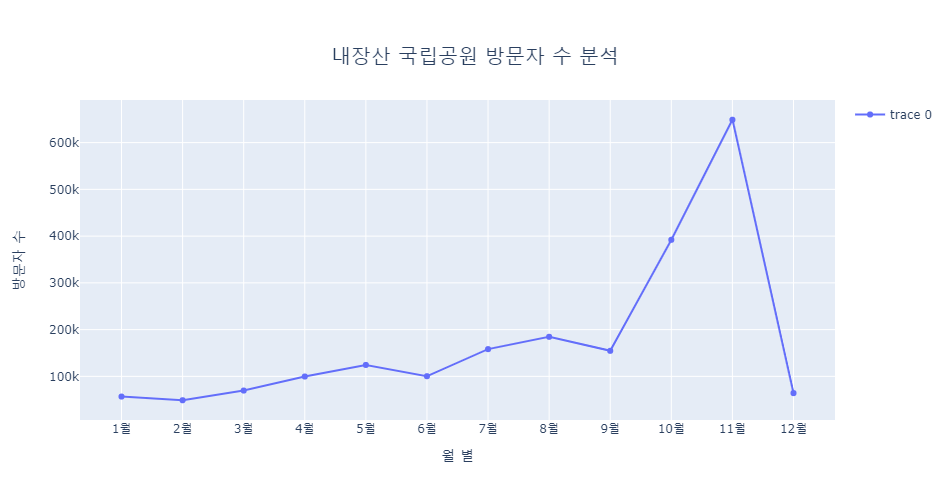 내장산 국립공원 방문자 수 분석
trace 0
방문자 수
600k
500k
400k
300k
200k
100k
1월 2월 3월 4월 5월 6월 7월 8월 9월 10월 11월 12월
월 별